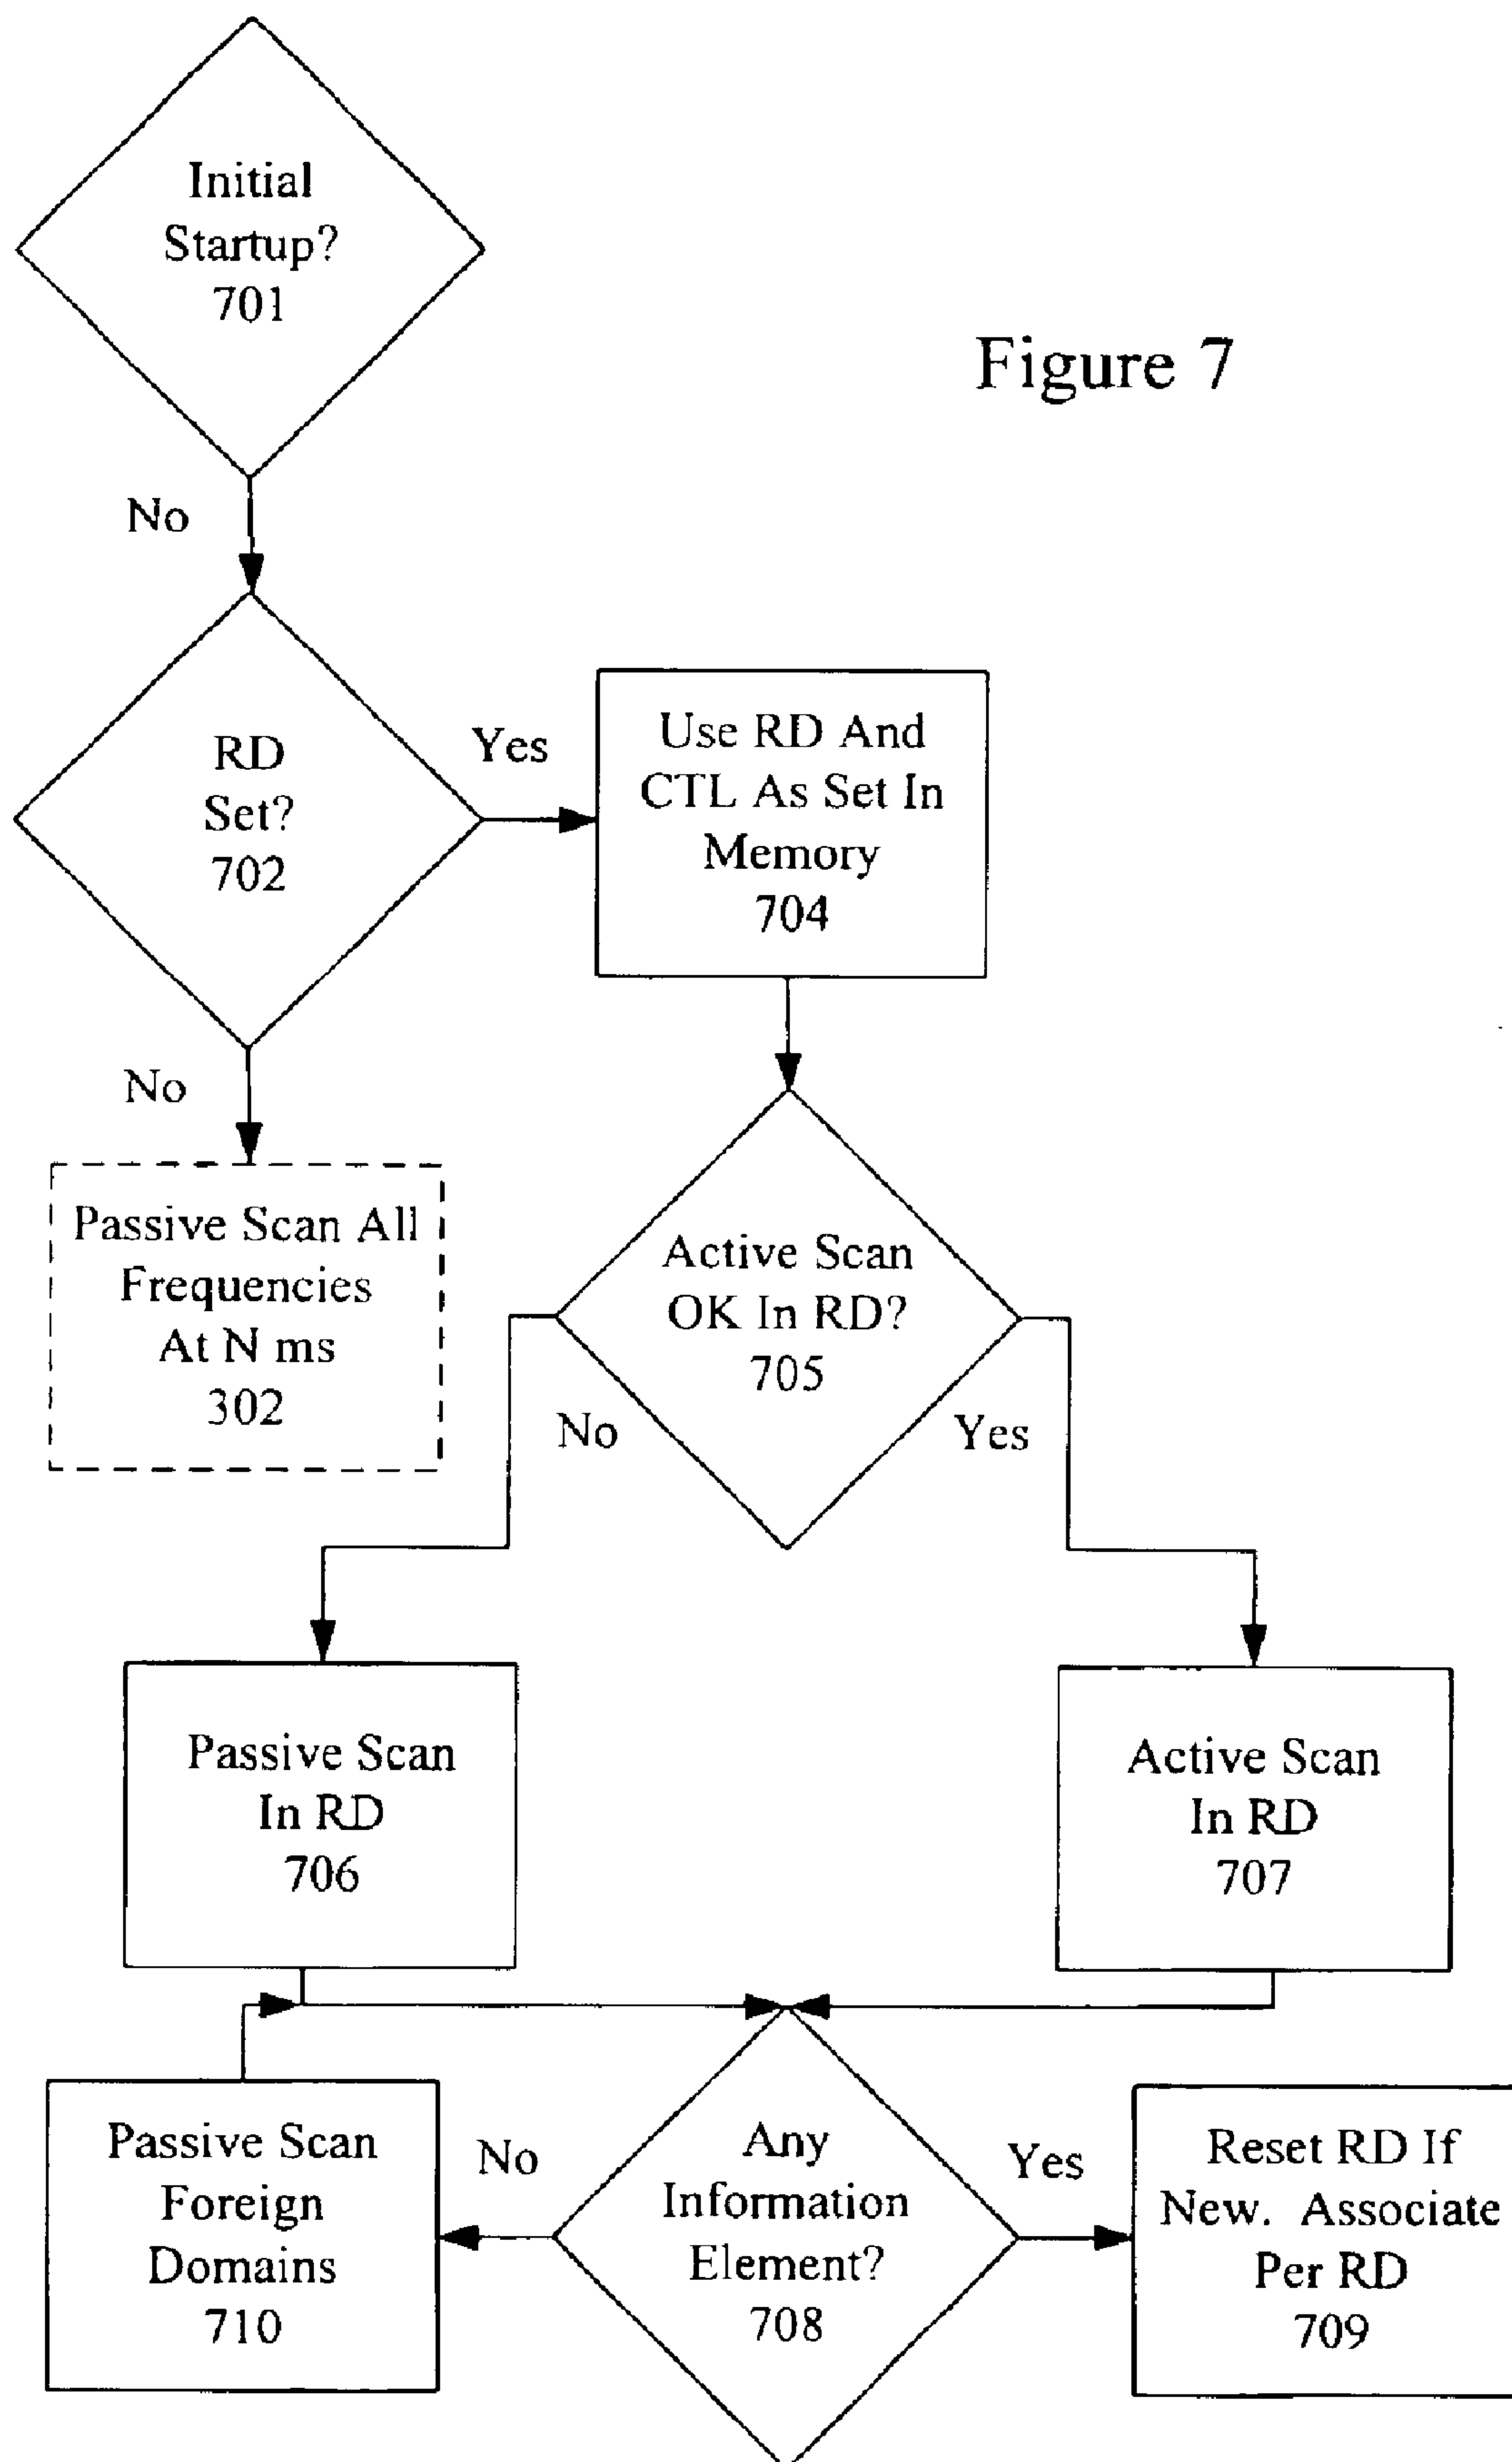 Initial
Startup?
701
Figure 7
No
RD
Set?
702
Yes
Use RD And
CTL As Set In
Memory
704
No
Passive Scan All
Frequencies
At N ms
302
Active Scan
OK In RD?
705
No
Yes
Passive Scan
In RD
706
Active Scan
In RD
707
Passive Scan
Foreign
Domains
710
No
Any
Information
Element?
708
Yes
Reset RD If
New. Associate
Per RD
709